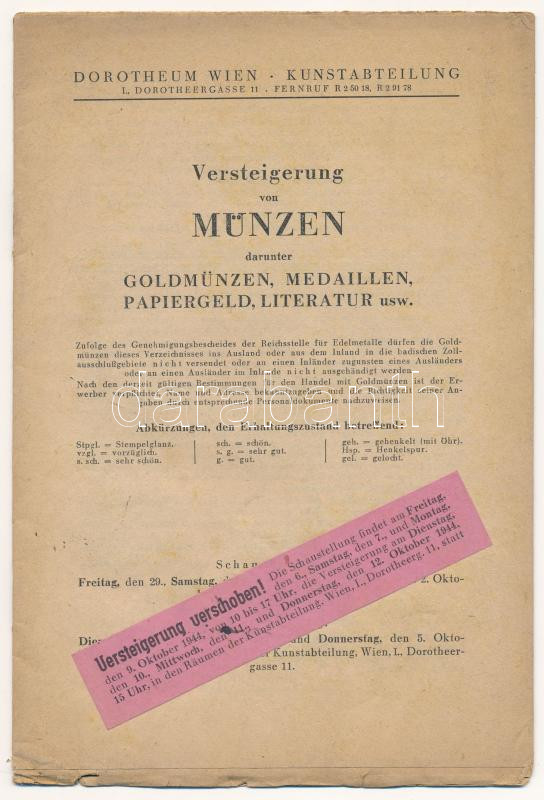 DOROTHEUM WIEN · KUNSTABTEILUNG
I., DOROTHEERGASSE 11 . FERNRUF R 2 50 18, R 2 91 78
Versteigerung
von
MÜNZEN
darunter
GOLDMÜNZEN, MEDAILLEN,
PAPIERGELD, LITERATUR usw.
Zufolge des Genehmigungsbescheides der Reichsstelle für Edelmetalle dürfen die Gold-
münzen dieses Verzeichnisses ins Ausland oder aus dem Inland in die badischen Zoll-
ausschlußgebiete nicht versendet oder an einen Inländer zugunsten eines Ausländers
oder an einen Ausländer im Inlande nicht ausgehändigt werden.
Nach den derzeit gültigen Bestimmungen für den Handel mit Goldmünzen ist der Er-
werber verpflichtet, Name und Adresse bekanntzugeben und die Richtigkeit seiner An-
gaben durch entsprechende Personaldokumente nachzuweisen.
darabanth
Abkürzungen, den Erhaltungszustand betreffend:
Stpgl. = Stempelglanz.
vzgl. = vorzüglich.
s. sch. = sehr schön.
sch. = schön.
s. g. = sehr gut.
g. = gut.
geh. = gehenkelt (mit Öhr).
Hsp. = Henkelspur.
gel. = gelocht.
Schau
Freitag, den 29., Samstag, 2. Okto-
Versteigerung verschoben! Die Schaustellung findet am Freitag,
den 6., Samstag, den 7., und Montag,
den 9. Oktober 1944, von 10 bis 17 Uhr, die Versteigerung am Dienstag,
den 10., Mittwoch, den 11., und Donnerstag, den 12. Oktober 1944,
15 Uhr, in den Räumen der Kunstabteilung, Wien, I., Dorotheerg. 11, statt
Die und Donnerstag, den 5. Okto-
Kunstabteilung, Wien, I., Dorotheer-
gasse 11.